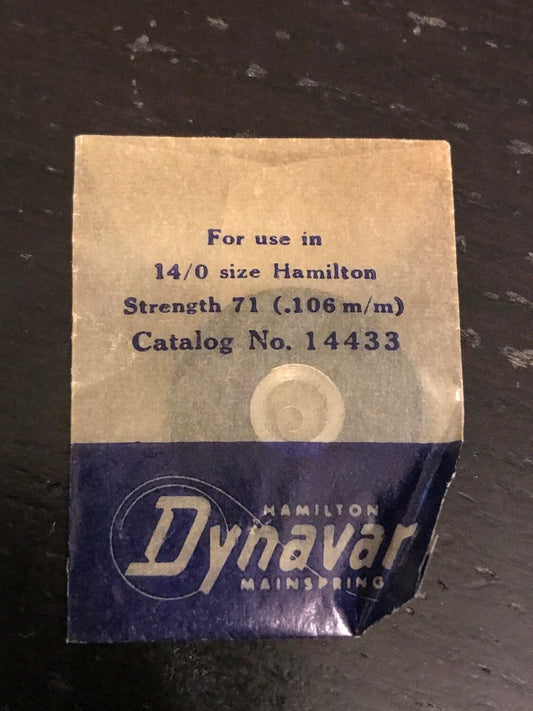 For use in
14/0 size Hamilton
Strength 71 (.106 m/m)
Catalog No. 14433
HAMILTON
Dynavar
MAINSPRING